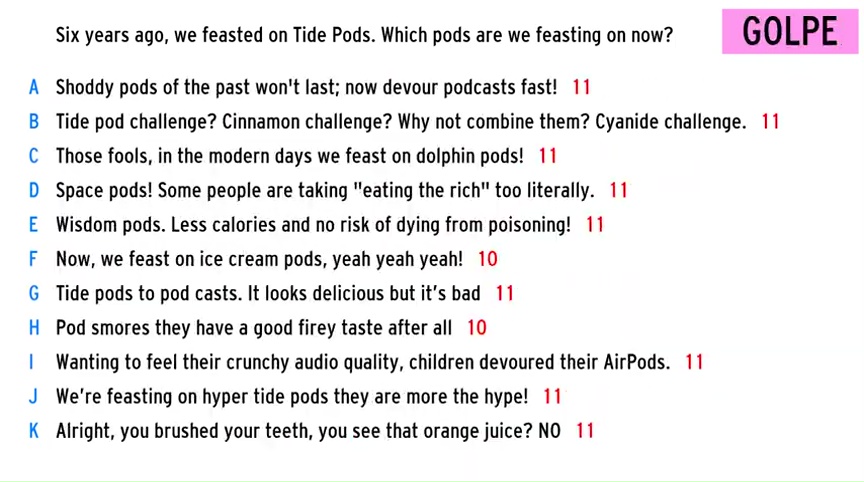 Six years ago, we feasted on Tide Pods. Which pods are we feasting on now?
GOLPE
A Shoddy pods of the past won't last; now devour podcasts fast! 11
B Tide pod challenge? Cinnamon challenge? Why not combine them? Cyanide challenge. 11
C Those fools, in the modern days we feast on dolphin pods! 11
D Space pods! Some people are taking "eating the rich" too literally. 11
E Wisdom pods. Less calories and no risk of dying from poisoning! 11
F Now, we feast on ice cream pods, yeah yeah yeah! 10
G Tide pods to pod casts. It looks delicious but it’s bad 11
H Pod smores they have a good firey taste after all 10
I Wanting to feel their crunchy audio quality, children devoured their AirPods. 11
J We’re feasting on hyper tide pods they are more the hype! 11
K Alright, you brushed your teeth, you see that orange juice? NO 11